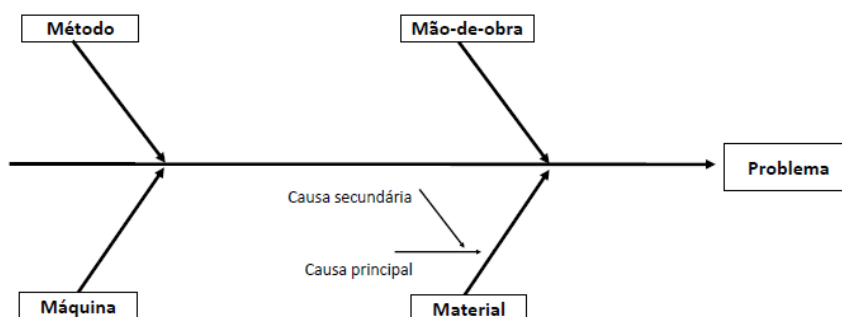 Método
Mão-de-obra
Problema
Causa secundária
Causa principal
Máquina
Material